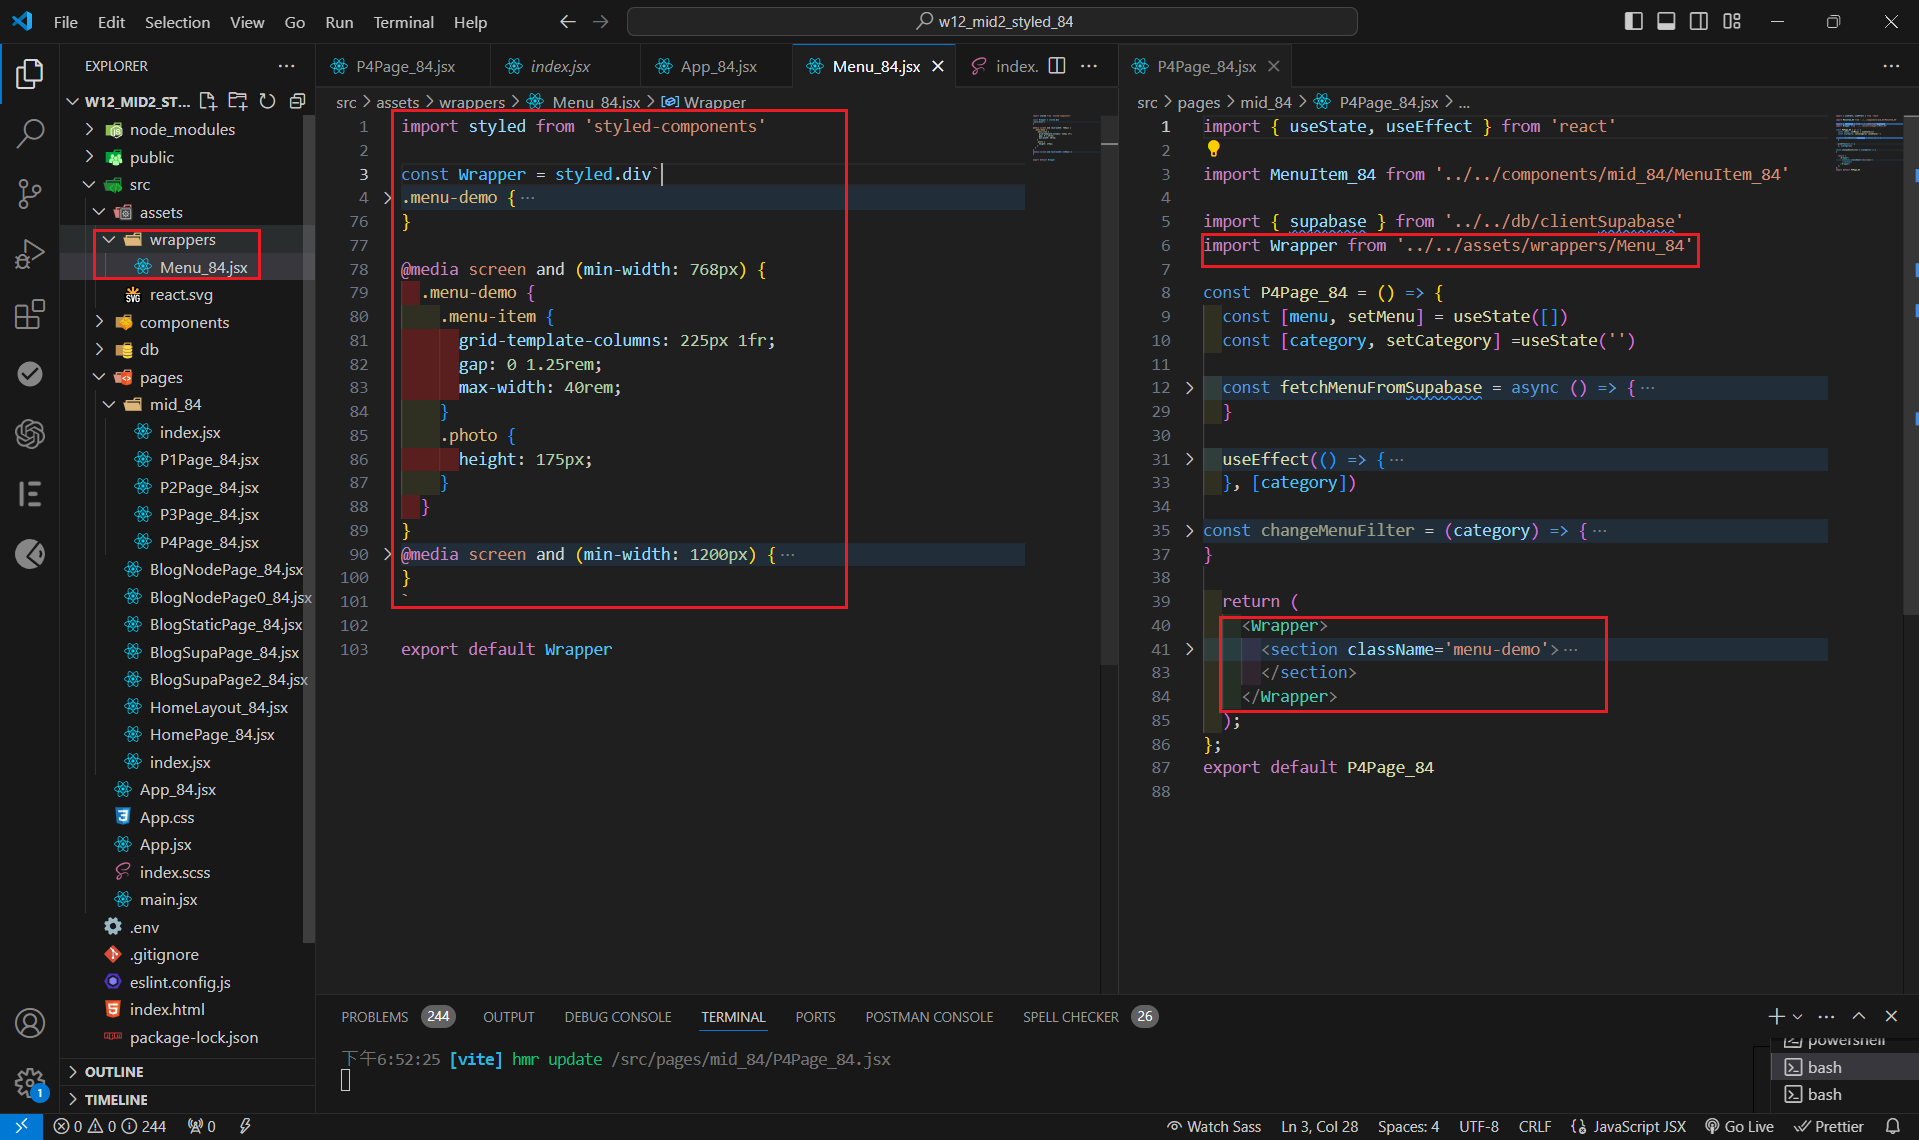 File Edit Selection View Go Run Terminal Help
w12_mid2_styled_84
EXPLORER
W12_MID2_ST...
node_modules
public
src
assets
wrappers
Menu_84.jsx
react.svg
components
db
pages
mid_84
index.jsx
P1Page_84.jsx
P2Page_84.jsx
P3Page_84.jsx
P4Page_84.jsx
BlogNodePage_84.jsx
BlogNodePage0_84.jsx
BlogStaticPage_84.jsx
BlogSupaPage_84.jsx
BlogSupaPage2_84.jsx
HomeLayout_84.jsx
HomePage_84.jsx
index.jsx
App_84.jsx
App.css
App.jsx
index.scss
main.jsx
.env
.gitignore
eslint.config.js
index.html
package-lock.json
OUTLINE
TIMELINE
P4Page_84.jsx index.jsx App_84.jsx Menu_84.jsx index.
src > assets > wrappers > Menu_84.jsx > Wrapper
1 import styled from 'styled-components'
2
3 const Wrapper = styled.div`
4 .menu-demo { ...
76 }
77
78 @media screen and (min-width: 768px) {
79 .menu-demo {
80 .menu-item {
81 grid-template-columns: 225px 1fr;
82 gap: 0 1.25rem;
83 max-width: 40rem;
84 }
85 .photo {
86 height: 175px;
87 }
88 }
89 }
90 @media screen and (min-width: 1200px) { ...
100 }
101 `
102
103 export default Wrapper
P4Page_84.jsx
src > pages > mid_84 > P4Page_84.jsx > ...
1 import { useState, useEffect } from 'react'
2
3 import MenuItem_84 from '../../components/mid_84/MenuItem_84'
4
5 import { supabase } from '../../db/clientSupabase'
6 import Wrapper from '../../assets/wrappers/Menu_84'
7
8 const P4Page_84 = () => {
9 const [menu, setMenu] = useState([])
10 const [category, setCategory] =useState('')
11
12 const fetchMenuFromSupabase = async () => { ...
29 }
30
31 useEffect(() => { ...
33 }, [category])
34
35 const changeMenuFilter = (category) => { ...
37 }
38
39 return (
40 <Wrapper>
41 <section className='menu-demo'> ...
83 </section>
84 </Wrapper>
85 );
86 };
87 export default P4Page_84
88
PROBLEMS 244 OUTPUT DEBUG CONSOLE TERMINAL PORTS POSTMAN CONSOLE SPELL CHECKER 26
下午6:52:25 [vite] hmr update /src/pages/mid_84/P4Page_84.jsx
powershell
bash
bash
1
0 0 244 0 Watch Sass Ln 3, Col 28 Spaces: 4 UTF-8 CRLF JavaScript JSX Go Live Prettier